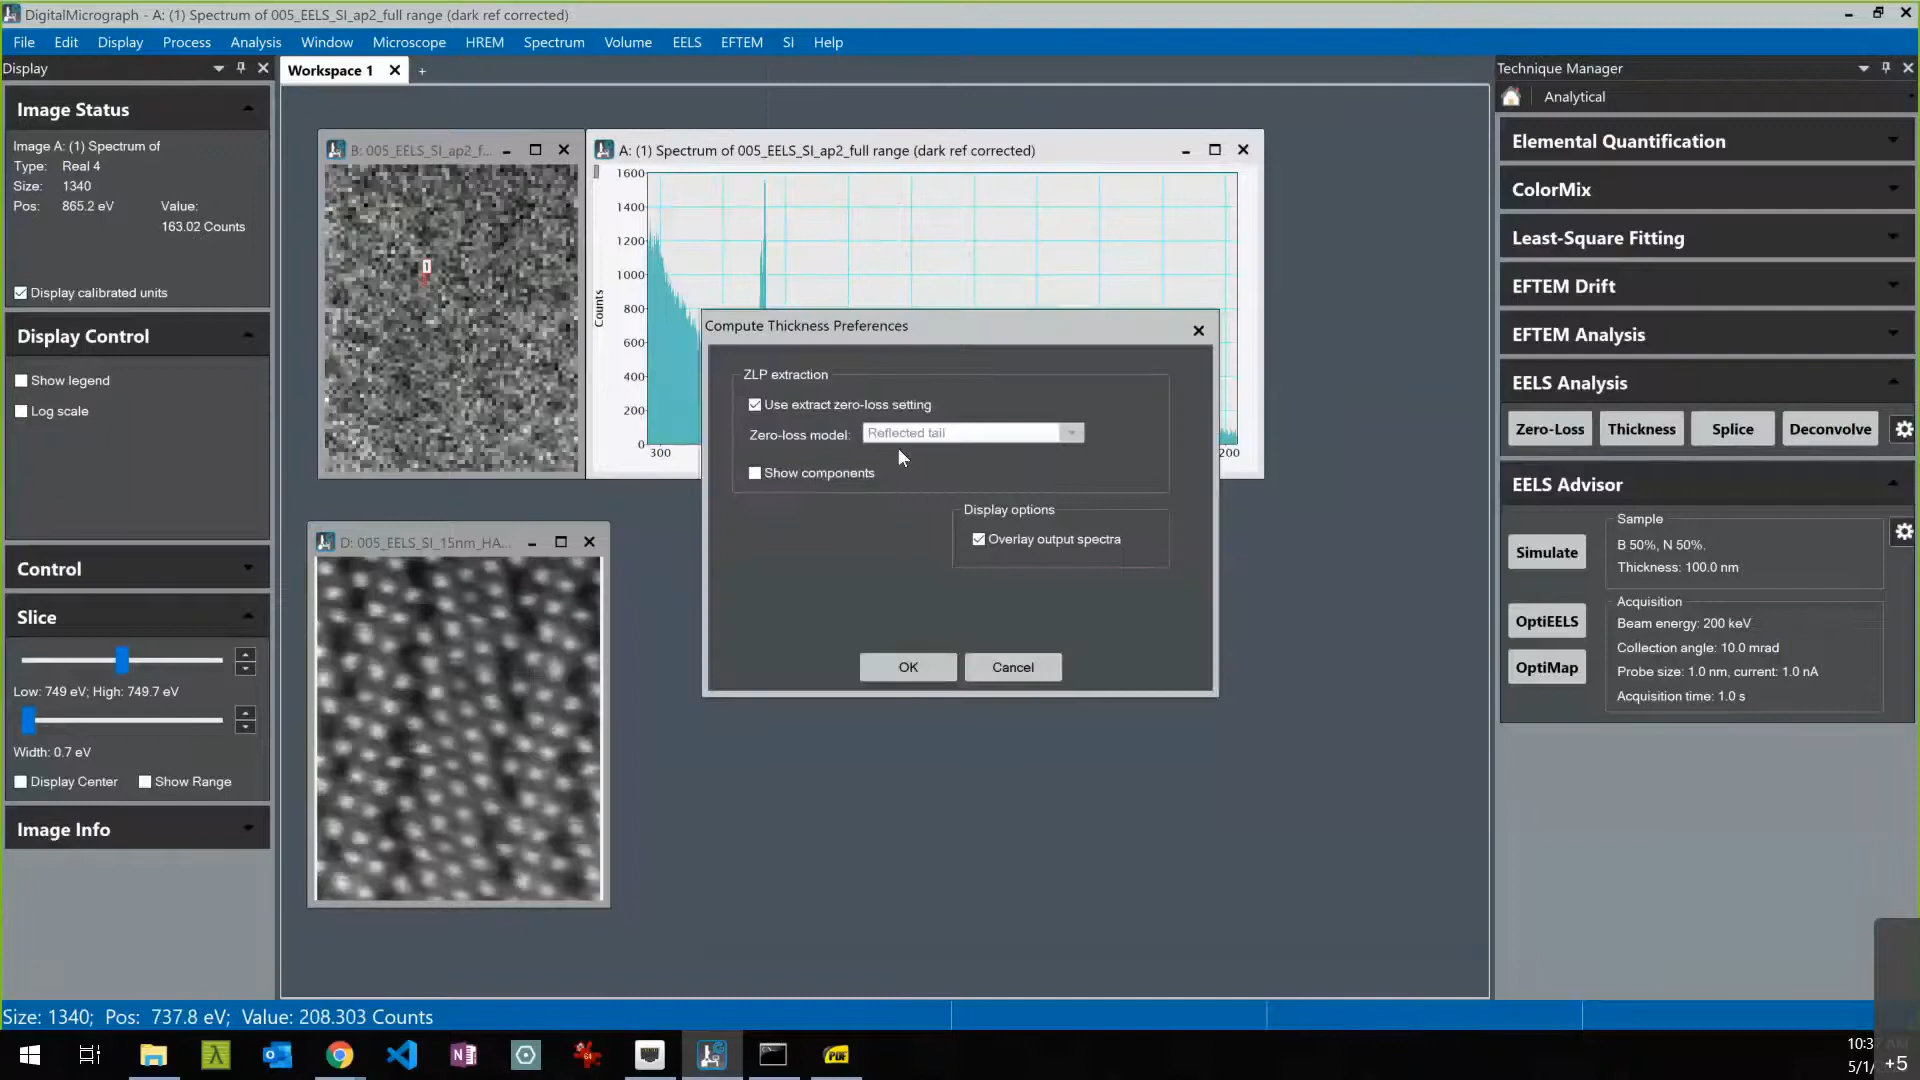 DigitalMicrograph - A: (1) Spectrum of 005_EELS_SI_ap2_full range (dark ref corrected)
File Edit Display Process Analysis Window Microscope HREM Spectrum Volume EELS EFTEM SI Help
Display
Workspace 1
Technique Manager
Analytical
Image Status
Image A: (1) Spectrum of
Type: Real 4
Size: 1340
Pos: 865.2 eV Value:
163.02 Counts
Display calibrated units
Display Control
Show legend
Log scale
Control
Slice
Low: 749 eV; High: 749.7 eV
Width: 0.7 eV
Display Center Show Range
Image Info
B: 005_EELS_SI_ap2_f...
1
A: (1) Spectrum of 005_EELS_SI_ap2_full range (dark ref corrected)
1600
1400
1200
1000
800
600
400
200
0
Counts
300
200
D: 005_EELS_SI_15nm_HA...
Compute Thickness Preferences
ZLP extraction
Use extract zero-loss setting
Zero-loss model: Reflected tail
Show components
Display options
Overlay output spectra
OK Cancel
Elemental Quantification
ColorMix
Least-Square Fitting
EFTEM Drift
EFTEM Analysis
EELS Analysis
Zero-Loss Thickness Splice Deconvolve
EELS Advisor
Simulate
OptiEELS
OptiMap
Sample
B 50%, N 50%.
Thickness: 100.0 nm
Acquisition
Beam energy: 200 keV
Collection angle: 10.0 mrad
Probe size: 1.0 nm, current: 1.0 nA
Acquisition time: 1.0 s
Size: 1340; Pos: 737.8 eV; Value: 208.303 Counts
PDF
10:3
5/1/
+5